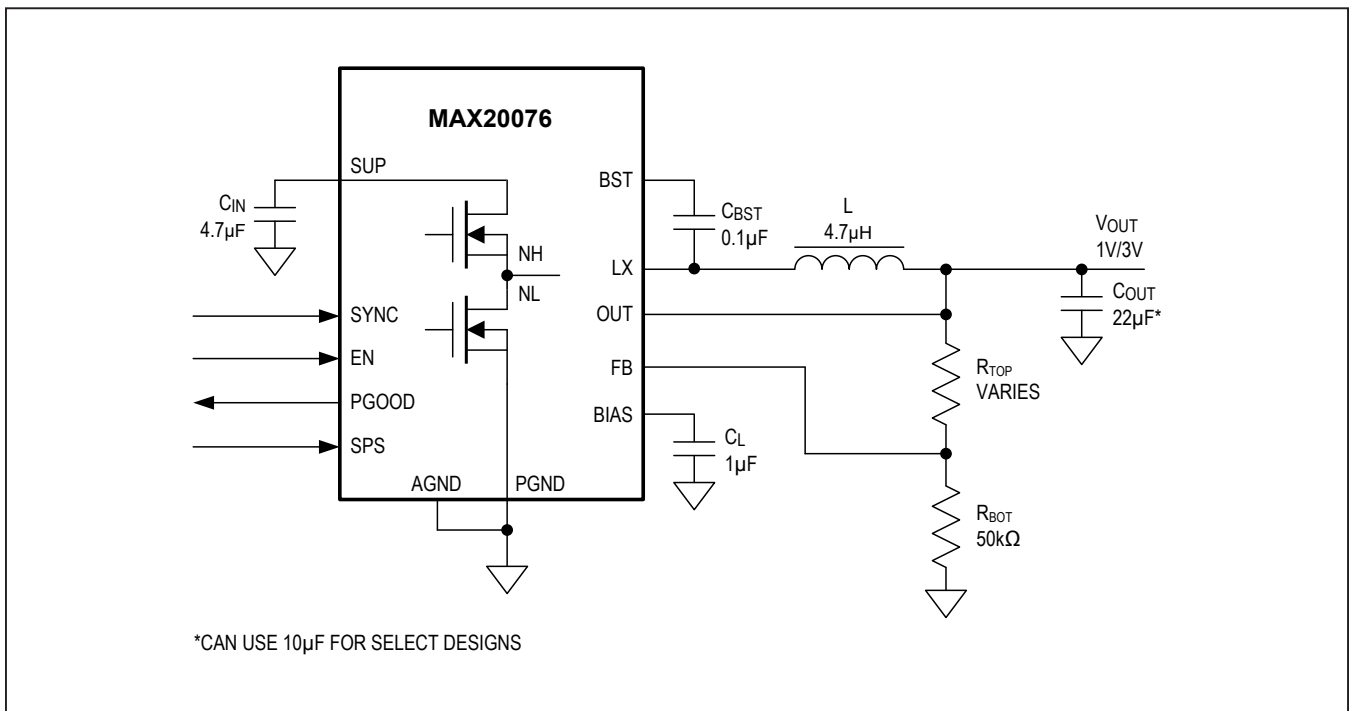 MAX20076
SUP
CIN
4.7µF
NH
NL
SYNC
EN
PGOOD
SPS
AGND
PGND
BST
LX
OUT
FB
BIAS
CBST
0.1µF
L
4.7µH
VOUT
1V/3V
COUT
22µF*
RTOP
VARIES
CL
1µF
RBOT
50kΩ
*CAN USE 10µF FOR SELECT DESIGNS